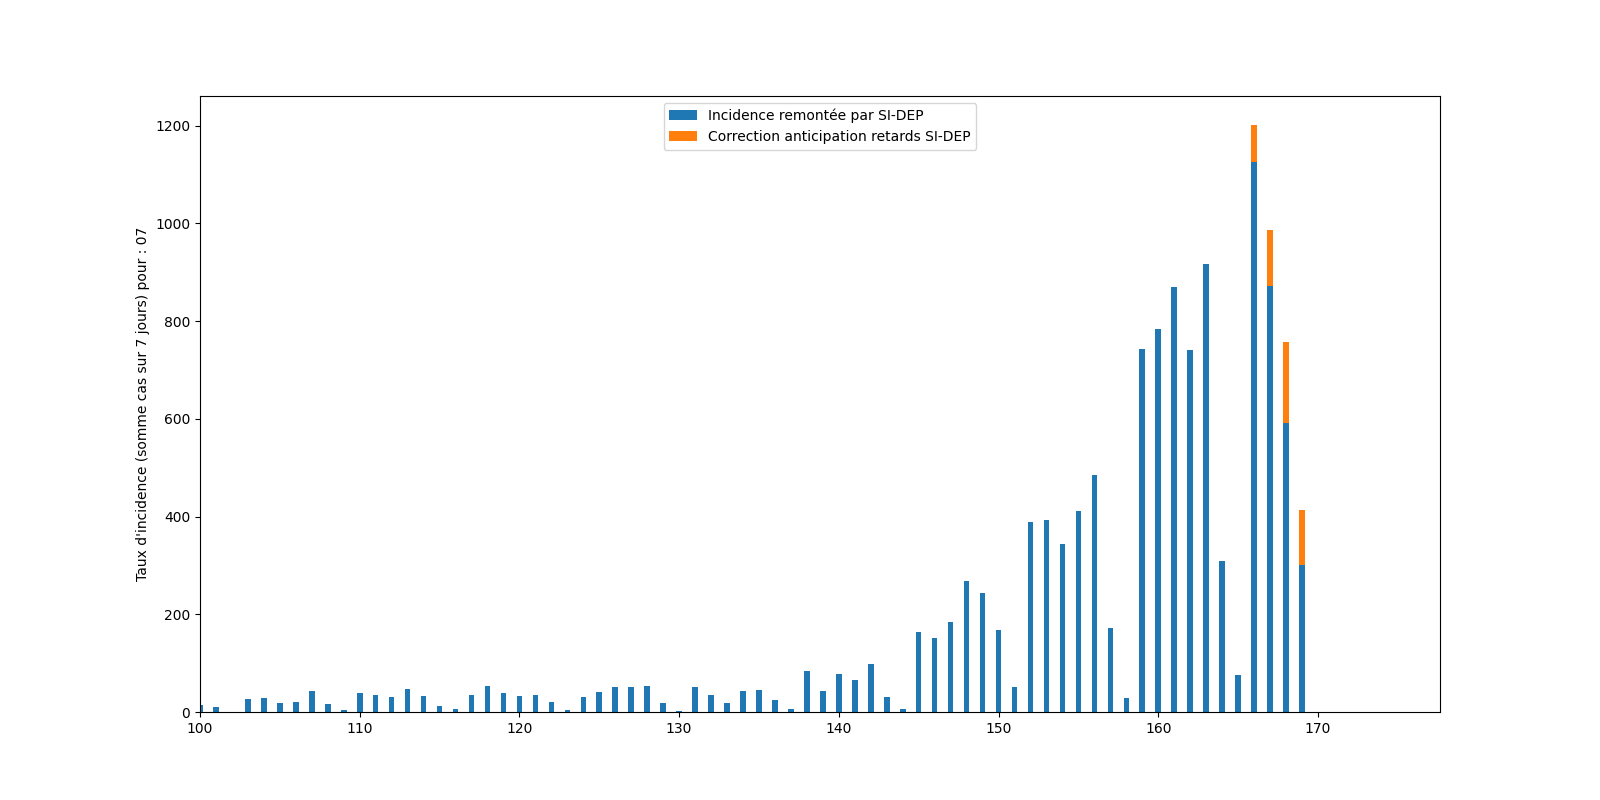 Incidence remontée par SI-DEP
Correction anticipation retards SI-DEP
Taux d'incidence (somme cas sur 7 jours) pour : 07
1200
1000
800
600
400
200
0
100 110 120 130 140 150 160 170